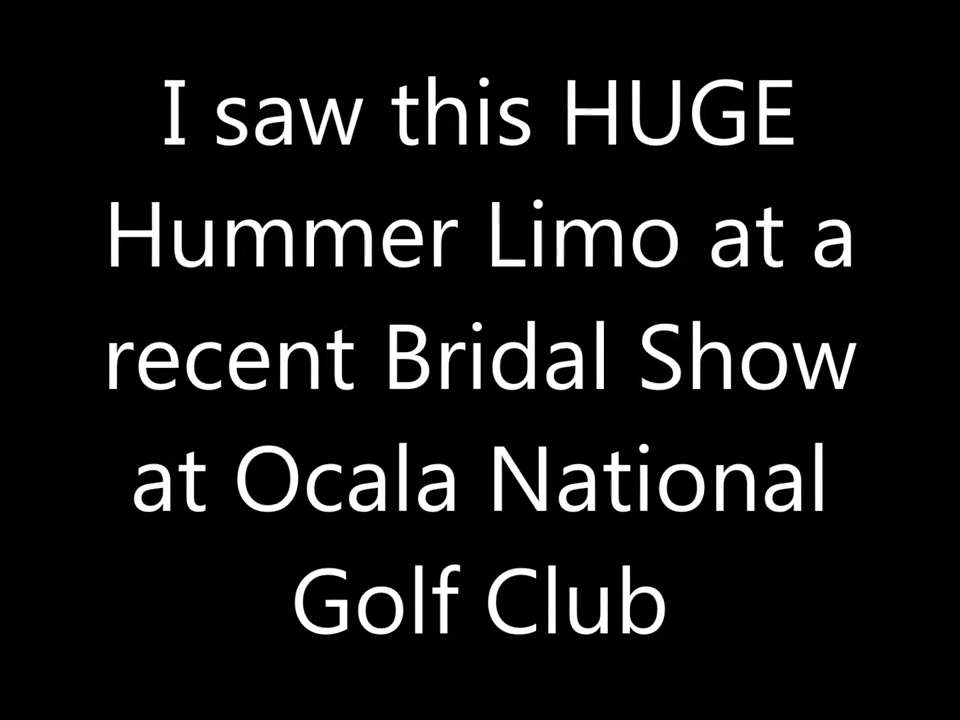 I saw this HUGE
Hummer Limo at a
recent Bridal Show
at Ocala National
Golf Club